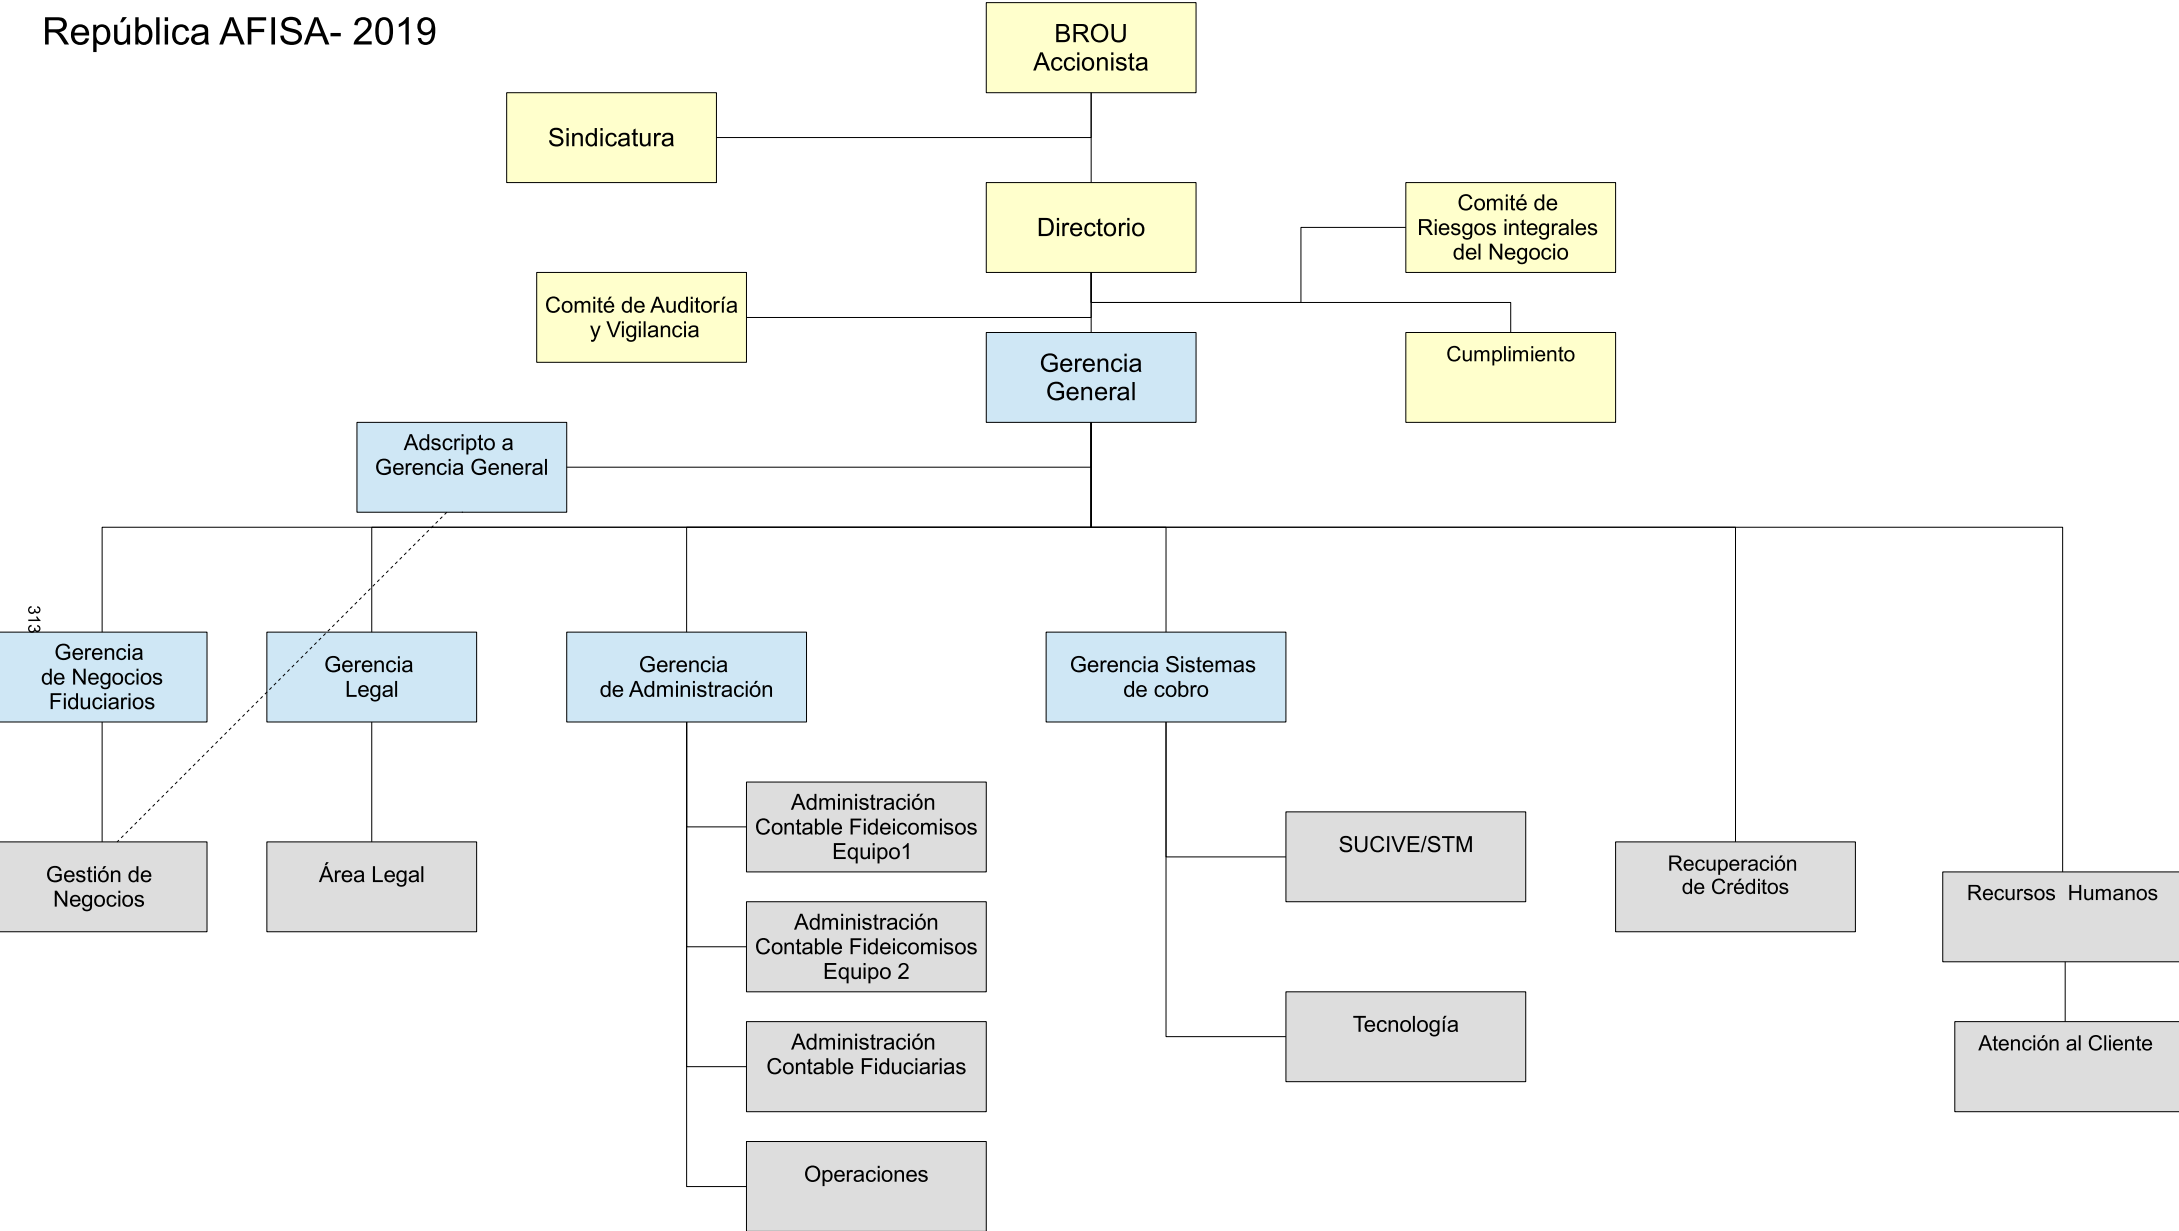 República AFISA- 2019
BROU
Accionista
Sindicatura
Directorio
Comité de
Riesgos integrales
del Negocio
Comité de Auditoría
y Vigilancia
Gerencia
General
Cumplimiento
Adscripto a
Gerencia General
313
Gerencia
de Negocios
Fiduciarios
Gerencia
Legal
Gerencia
de Administración
Gerencia Sistemas
de cobro
Administración
Contable Fideicomisos
Equipo1
SUCIVE/STM
Gestión de
Negocios
Área Legal
Recuperación
de Créditos
Recursos  Humanos
Administración
Contable Fideicomisos
Equipo 2
Tecnología
Administración
Contable Fiduciarias
Atención al Cliente
Operaciones